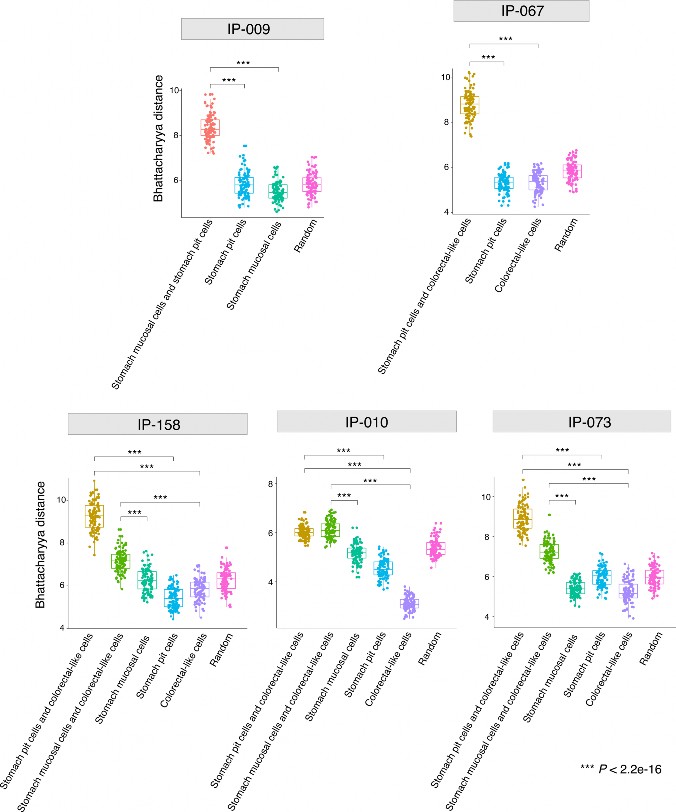 IP-009
***
***
Bhattacharyya distance
10
8
6
Stomach mucosal cells and stomach pit cells
Stomach pit cells
Stomach mucosal cells
Random
IP-067
***
***
10
8
6
4
Stomach pit cells and colorectal-like cells
Stomach pit cells
Colorectal-like cells
Random
IP-158
***
***
***
***
Bhattacharyya distance
10
8
6
4
Stomach pit cells and colorectal-like cells
Stomach mucosal cells and colorectal-like cells
Stomach mucosal cells
Stomach pit cells
Colorectal-like cells
Random
IP-010
***
***
***
***
8
6
4
Stomach pit cells and colorectal-like cells
Stomach mucosal cells and colorectal-like cells
Stomach mucosal cells
Stomach pit cells
Colorectal-like cells
Random
IP-073
***
***
***
***
10
8
6
4
Stomach pit cells and colorectal-like cells
Stomach mucosal cells and colorectal-like cells
Stomach mucosal cells
Stomach pit cells
Colorectal-like cells
Random
*** P < 2.2e-16